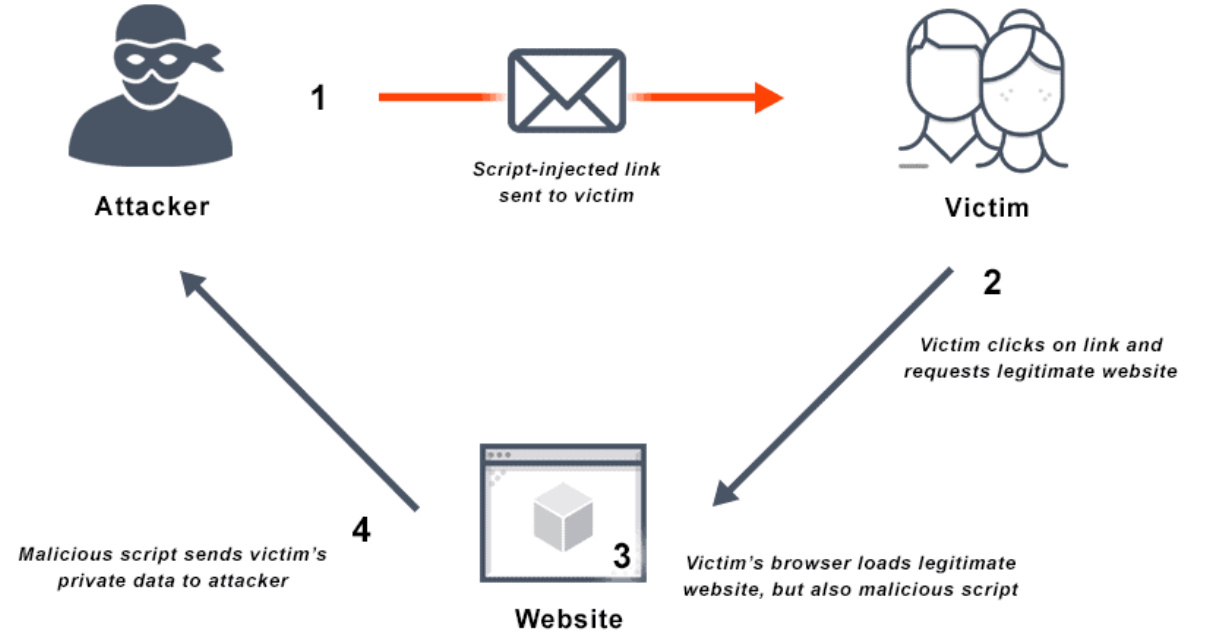 1
Script-injected link
sent to victim
Attacker
Victim
2
Victim clicks on link and
requests legitimate website
3
Victim's browser loads legitimate
website, but also malicious script
Website
4
Malicious script sends victim's
private data to attacker